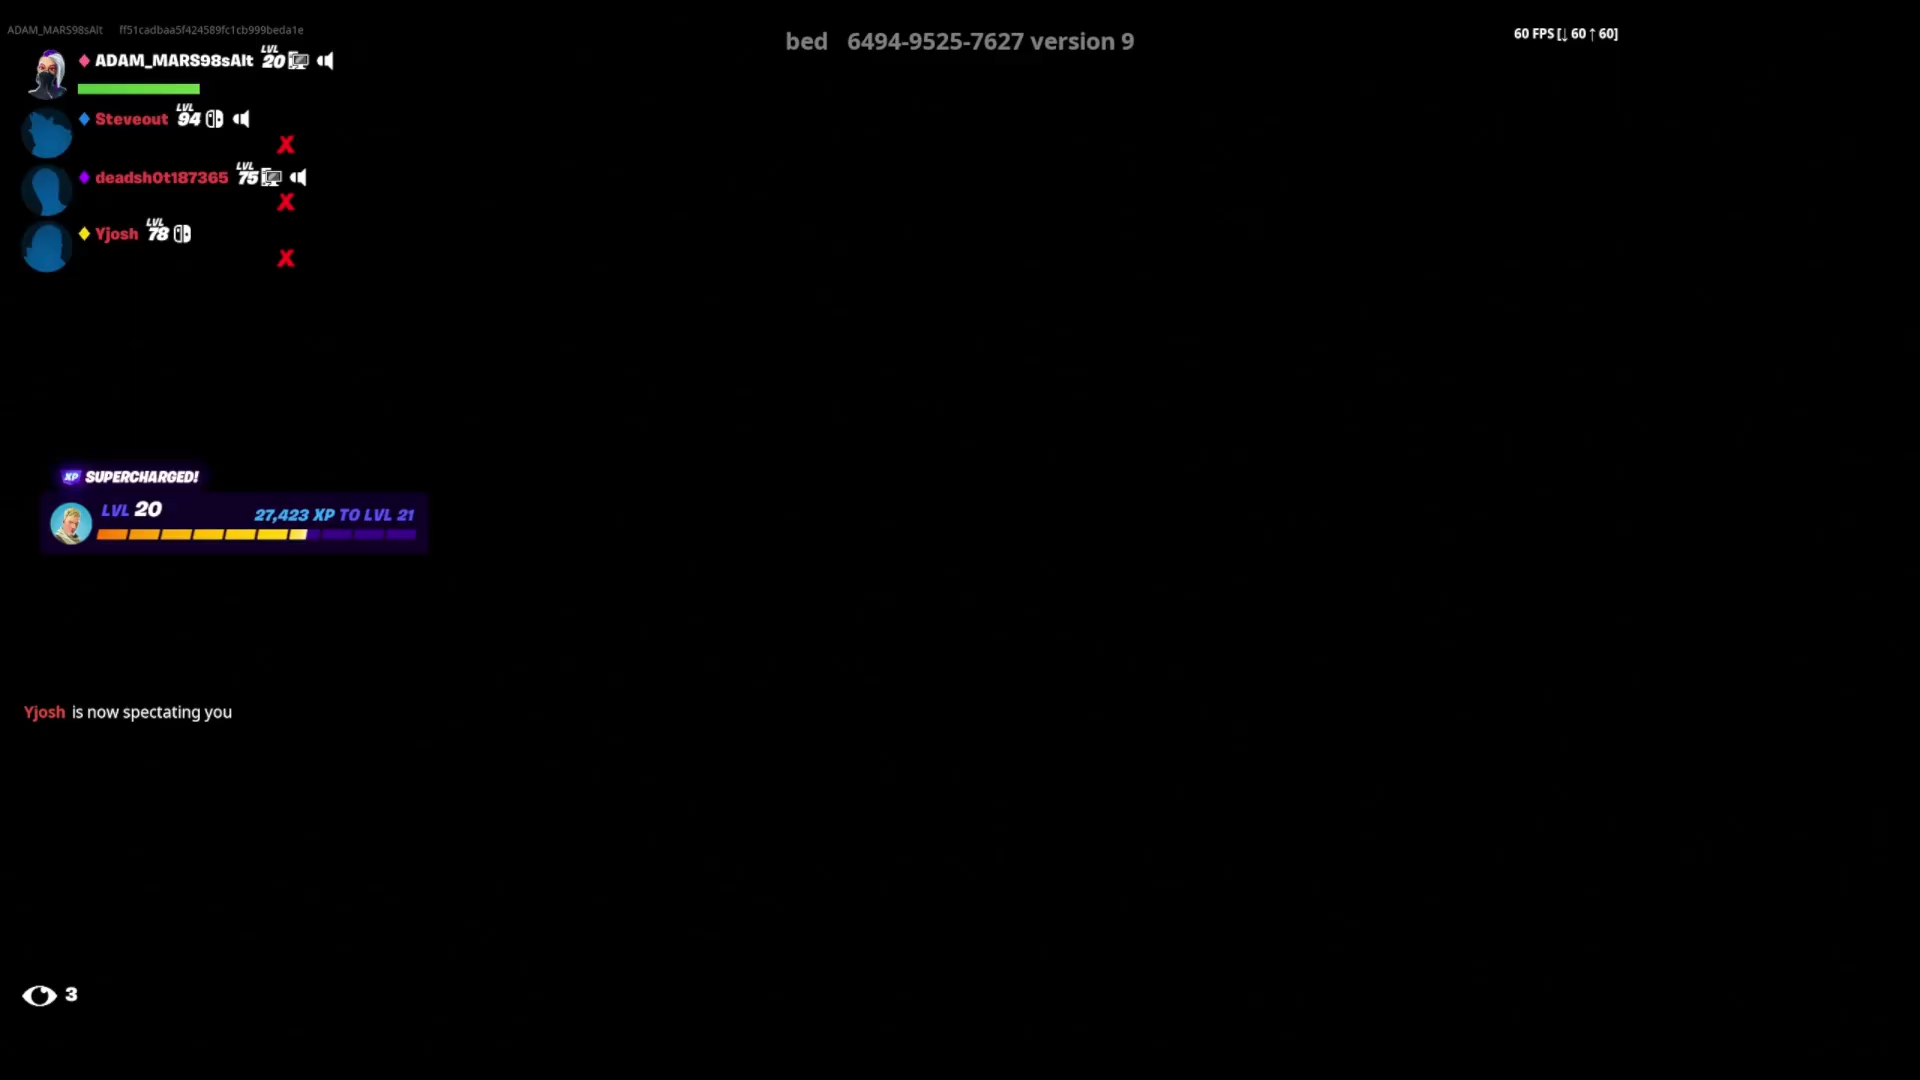 ADAM_MARS98sAlt ff51cadbaa5f424589fc1cb999beda1e
bed 6494-9525-7627 version 9
60 FPS [↓ 60 ↑ 60]
ADAM_MARS98sAlt LVL 20
Steveout LVL 94
X
deadsh0t187365 LVL 75
X
Yjosh LVL 78
X
XP SUPERCHARGED!
LVL 20 27,423 XP TO LVL 21
Yjosh is now spectating you
3